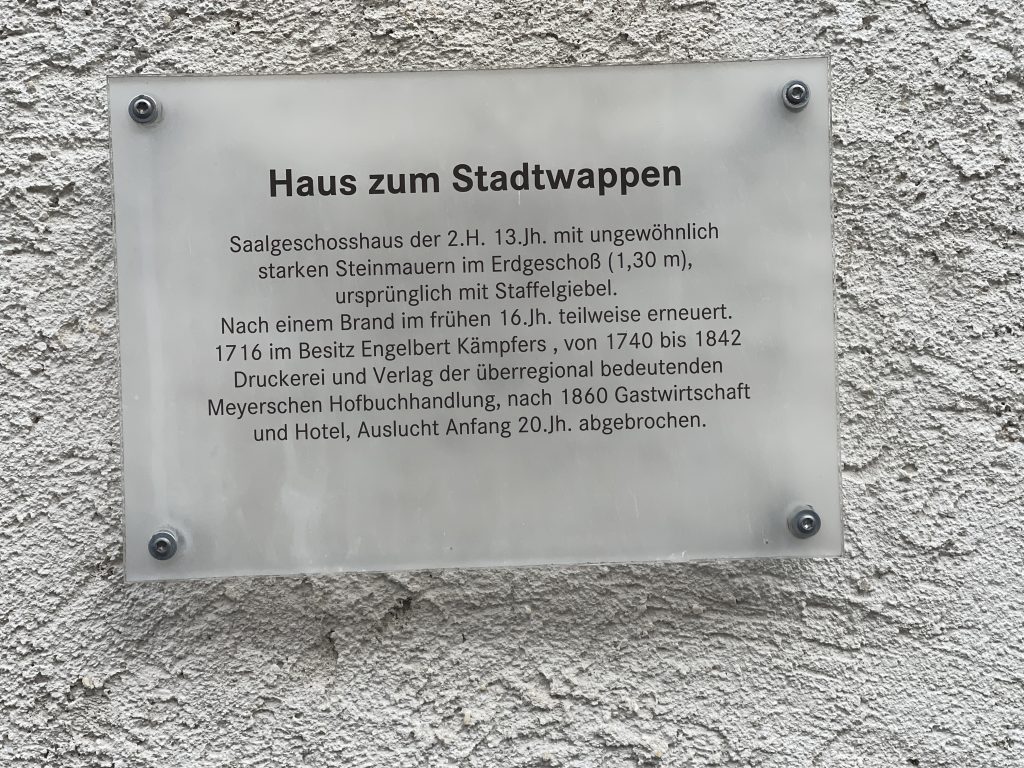 Haus zum Stadtwappen
Saalgeschosshaus der 2.H. 13.Jh. mit ungewöhnlich
starken Steinmauern im Erdgeschoß (1,30 m),
ursprünglich mit Staffelgiebel.
Nach einem Brand im frühen 16.Jh. teilweise erneuert.
1716 im Besitz Engelbert Kämpfers , von 1740 bis 1842
Druckerei und Verlag der überregional bedeutenden
Meyerschen Hofbuchhandlung, nach 1860 Gastwirtschaft
und Hotel, Auslucht Anfang 20.Jh. abgebrochen.